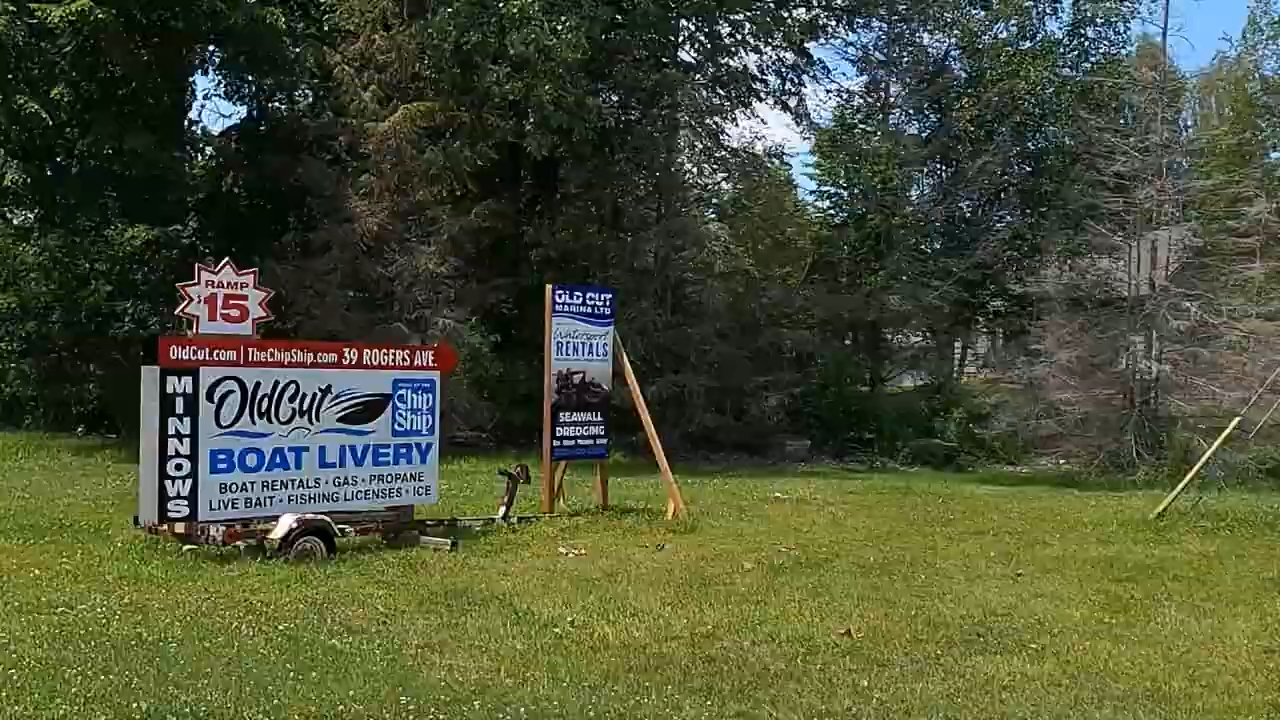 RAMP
$15
OldCut.com | TheChipShip.com 39 ROGERS AVE.
MINNOWS
OldCut
Chip
Ship
BOAT LIVERY
BOAT RENTALS • GAS • PROPANE
LIVE BAIT • FISHING LICENSES • ICE
OLD CUT
MARINA LTD
Watersport
RENTALS
SEAWALL
DREDGING